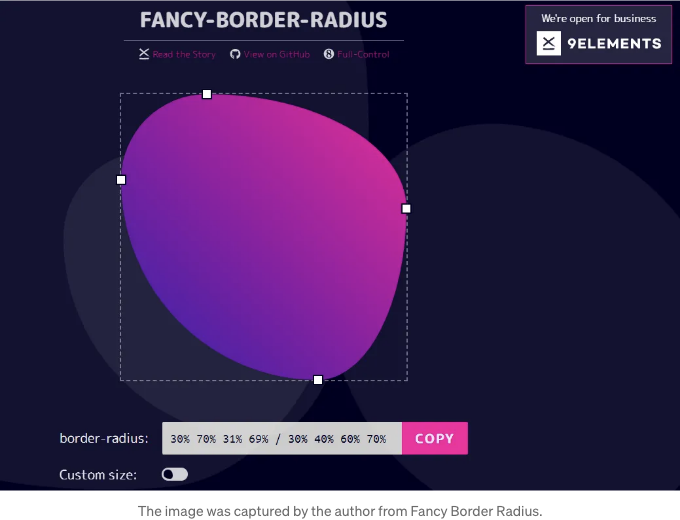 FANCY-BORDER-RADIUS
We're open for business
9ELEMENTS
Read the Story View on GitHub Full-Control
border-radius: 30% 70% 31% 69% / 30% 40% 60% 70% COPY
Custom size:
The image was captured by the author from Fancy Border Radius.